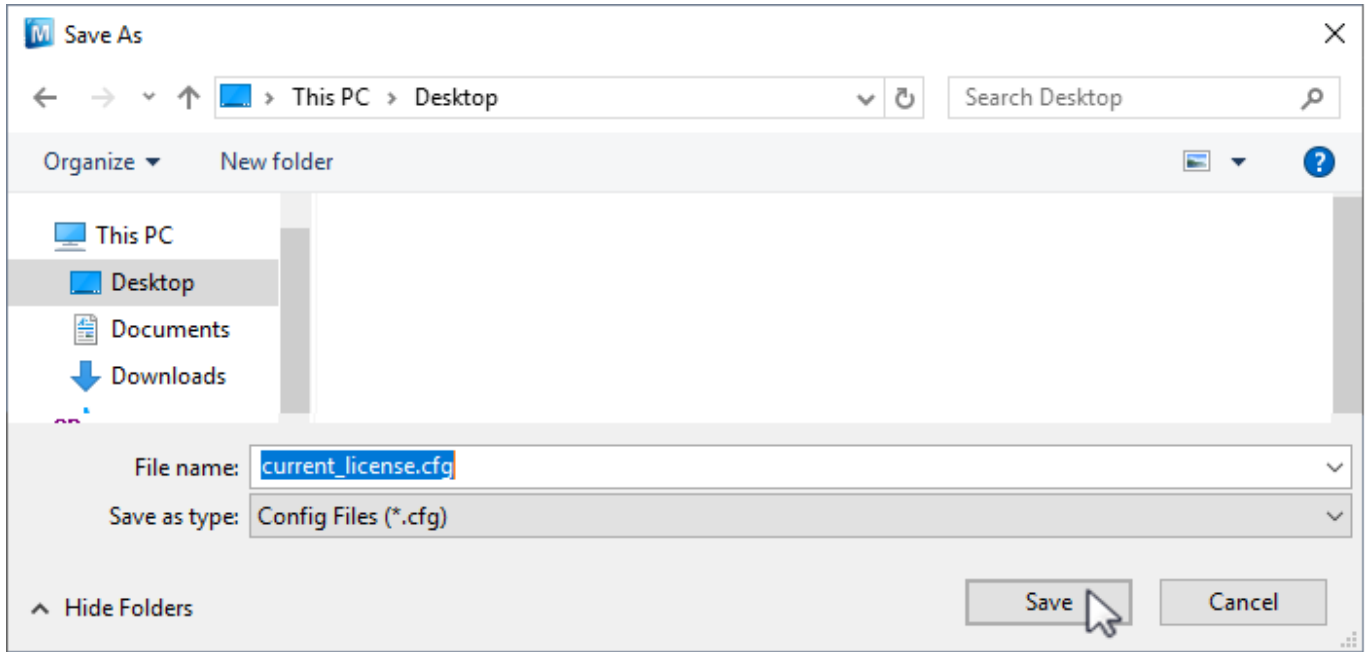 M Save As
This PC > Desktop
Search Desktop
Organize
New folder
?
This PC
Desktop
Documents
Downloads
File name: current_license.cfg
Save as type: Config Files (*.cfg)
Hide Folders
Save
Cancel